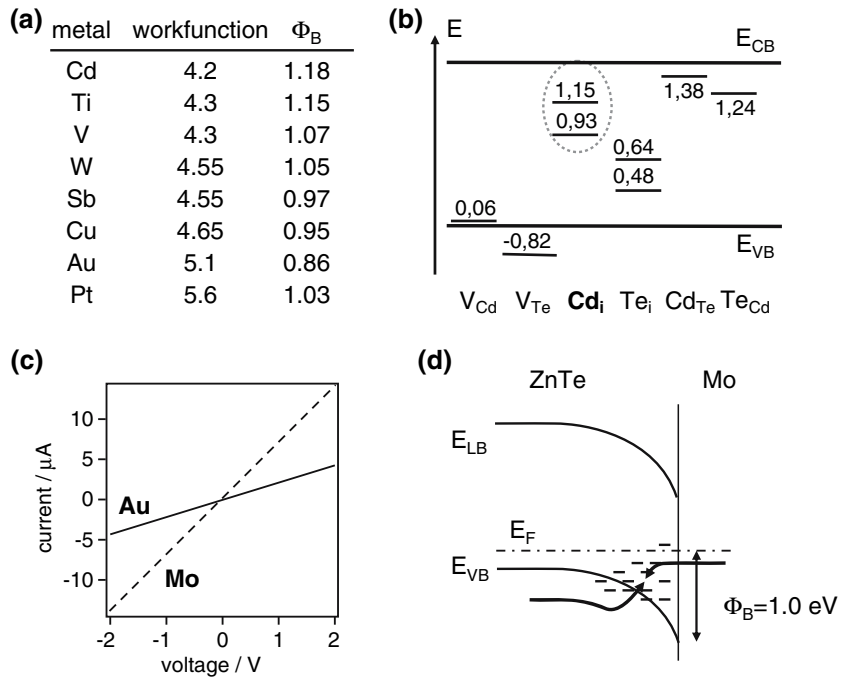 (a)
metal workfunction Φ_B
Cd 4.2 1.18
Ti 4.3 1.15
V 4.3 1.07
W 4.55 1.05
Sb 4.55 0.97
Cu 4.65 0.95
Au 5.1 0.86
Pt 5.6 1.03
(b)
E
E_CB
1,15
0,93
1,38
1,24
0,64
0,48
0,06
-0,82
E_VB
V_Cd V_Te Cd_i Te_i Cd_Te Te_Cd
(c)
10
5
0
-5
-10
current / μA
Au
Mo
-2 -1 0 1 2
voltage / V
(d)
ZnTe Mo
E_LB
E_F
E_VB
Φ_B=1.0 eV